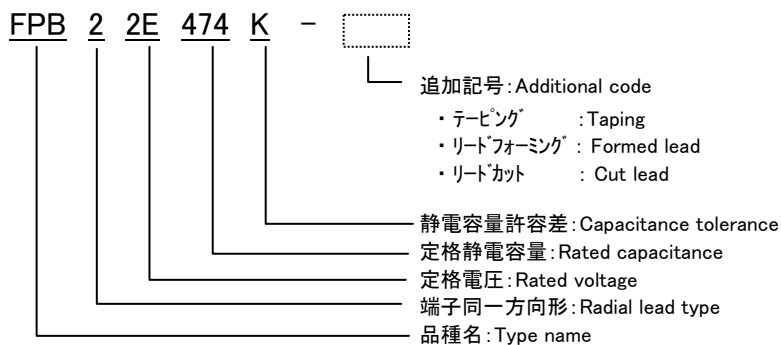 FPB 2 2E 474 K -
追加記号:Additional code
・ﾃｰﾋﾟﾝｸﾞ :Taping
・ﾘｰﾄﾞﾌｫｰﾐﾝｸﾞ: Formed lead
・ﾘｰﾄﾞｶｯﾄ : Cut lead
静電容量許容差:Capacitance tolerance
定格静電容量:Rated capacitance
定格電圧:Rated voltage
端子同一方向形:Radial lead type
品種名:Type name